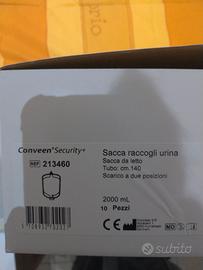 Conveen® Security+
REF 213460
Sacca raccogli urina
Sacca da letto
Tubo: cm. 140
Scarico a due posizioni
2000 mL
10 Pezzi
subito